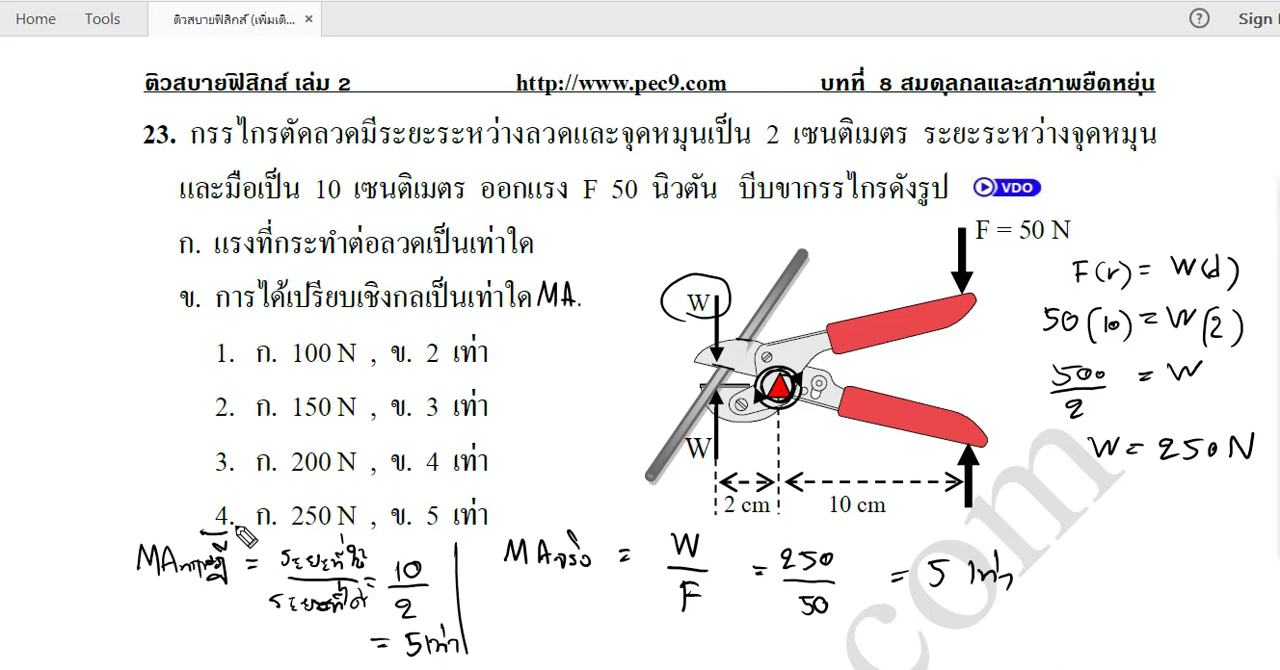 Home Tools ติวสบายฟิสิกส์ (เพิ่มเติ... × ? Sign I
ติวสบายฟิสิกส์ เล่ม 2 http://www.pec9.com บทที่ 8 สมดุลกลและสภาพยืดหยุ่น
23. กรรไกรตัดลวดมีระยะระหว่างลวดและจุดหมุนเป็น 2 เซนติเมตร ระยะระหว่างจุดหมุน
และมือเป็น 10 เซนติเมตร ออกแรง F 50 นิวตัน บีบขากรรไกรดังรูป VDO
ก. แรงที่กระทำต่อลวดเป็นเท่าใด
ข. การได้เปรียบเชิงกลเป็นเท่าใด MA.
1. ก. 100 N , ข. 2 เท่า
2. ก. 150 N , ข. 3 เท่า
3. ก. 200 N , ข. 4 เท่า
4. ก. 250 N , ข. 5 เท่า
F = 50 N
W
W
2 cm 10 cm
F(r) = W(d)
50(10) = W(2)
500/2 = W
W = 250 N
MAทฤษฎี = ระยะที่ใช้/ระยะที่ได้ = 10/2
= 5 เท่า
MAจริง = W/F = 250/50 = 5 เท่า
com